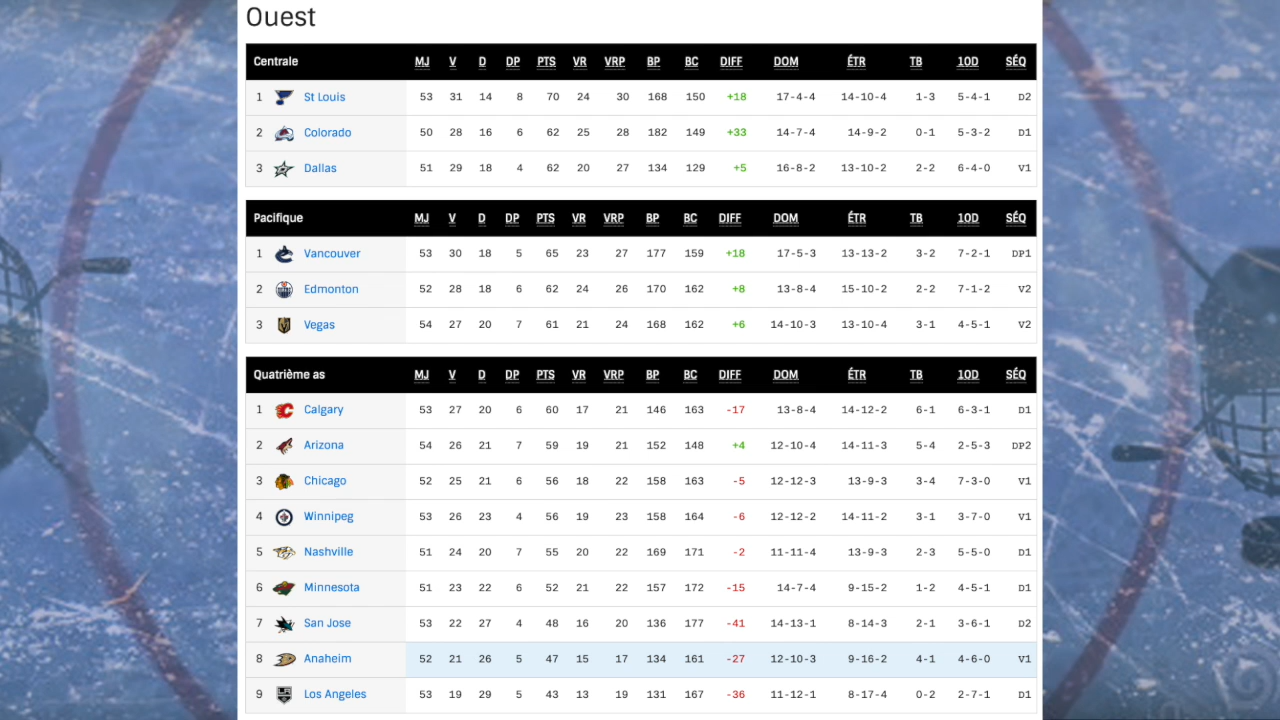 Ouest
Centrale MJ V D DP PTS VR VRP BP BC DIFF DOM ÉTR TB 10D SÉQ
1 St Louis 53 31 14 8 70 24 30 168 150 +18 17-4-4 14-10-4 1-3 5-4-1 D2
2 Colorado 50 28 16 6 62 25 28 182 149 +33 14-7-4 14-9-2 0-1 5-3-2 D1
3 Dallas 51 29 18 4 62 20 27 134 129 +5 16-8-2 13-10-2 2-2 6-4-0 V1
Pacifique MJ V D DP PTS VR VRP BP BC DIFF DOM ÉTR TB 10D SÉQ
1 Vancouver 53 30 18 5 65 23 27 177 159 +18 17-5-3 13-13-2 3-2 7-2-1 DP1
2 Edmonton 52 28 18 6 62 24 26 170 162 +8 13-8-4 15-10-2 2-2 7-1-2 V2
3 Vegas 54 27 20 7 61 21 24 168 162 +6 14-10-3 13-10-4 3-1 4-5-1 V2
Quatrième as MJ V D DP PTS VR VRP BP BC DIFF DOM ÉTR TB 10D SÉQ
1 Calgary 53 27 20 6 60 17 21 146 163 -17 13-8-4 14-12-2 6-1 6-3-1 D1
2 Arizona 54 26 21 7 59 19 21 152 148 +4 12-10-4 14-11-3 5-4 2-5-3 DP2
3 Chicago 52 25 21 6 56 18 22 158 163 -5 12-12-3 13-9-3 3-4 7-3-0 V1
4 Winnipeg 53 26 23 4 56 19 23 158 164 -6 12-12-2 14-11-2 3-1 3-7-0 V1
5 Nashville 51 24 20 7 55 20 22 169 171 -2 11-11-4 13-9-3 2-3 5-5-0 D1
6 Minnesota 51 23 22 6 52 21 22 157 172 -15 14-7-4 9-15-2 1-2 4-5-1 D1
7 San Jose 53 22 27 4 48 16 20 136 177 -41 14-13-1 8-14-3 2-1 3-6-1 D2
8 Anaheim 52 21 26 5 47 15 17 134 161 -27 12-10-3 9-16-2 4-1 4-6-0 V1
9 Los Angeles 53 19 29 5 43 13 19 131 167 -36 11-12-1 8-17-4 0-2 2-7-1 D1